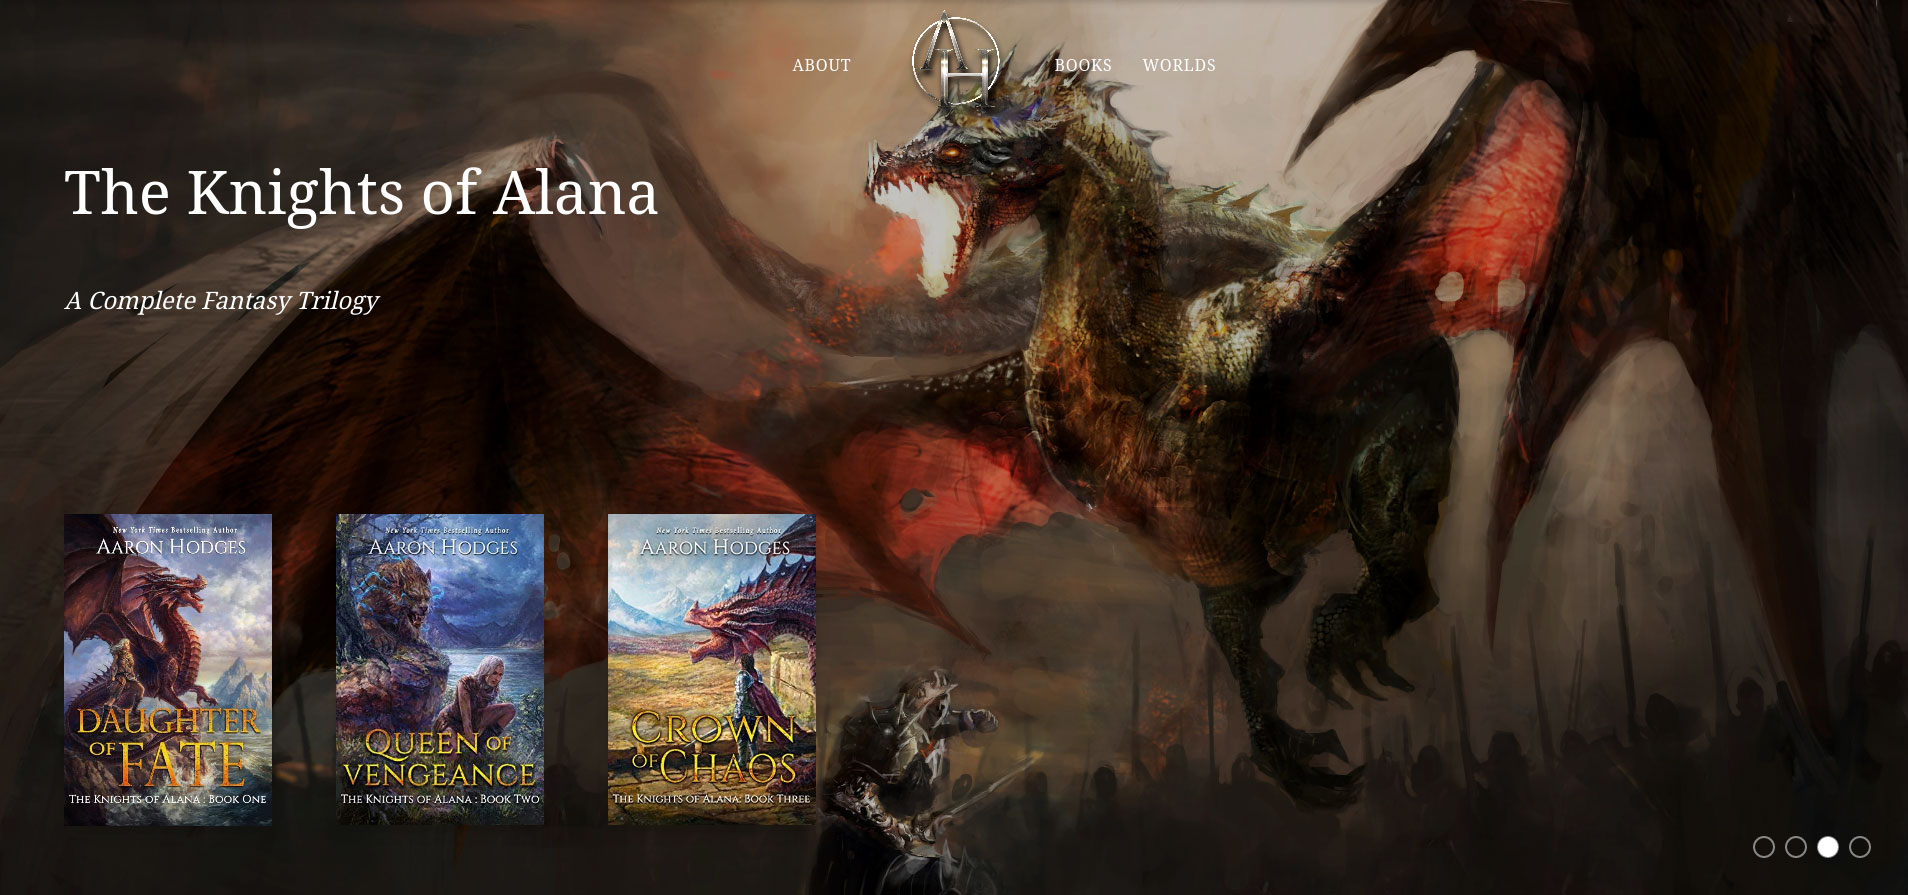 ABOUT
AH
BOOKS
WORLDS
The Knights of Alana
A Complete Fantasy Trilogy
New York Times Bestselling Author
AARON HODGES
DAUGHTER
OF FATE
THE KNIGHTS OF ALANA : BOOK ONE
New York Times Bestselling Author
AARON HODGES
QUEEN OF
VENGEANCE
THE KNIGHTS OF ALANA : BOOK TWO
New York Times Bestselling Author
AARON HODGES
CROWN
OF CHAOS
THE KNIGHTS OF ALANA: BOOK THREE